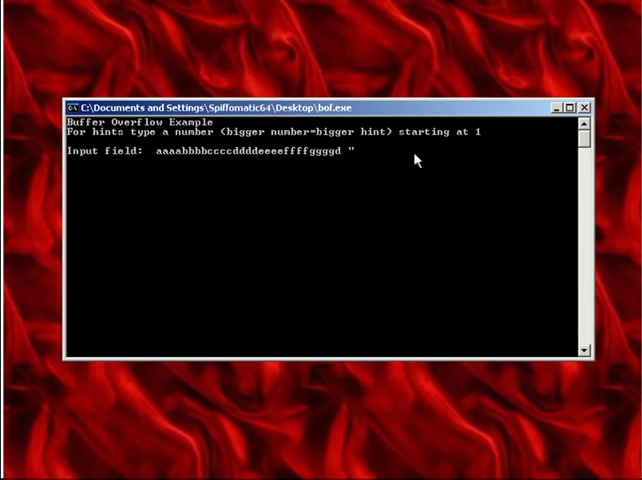 C:\Documents and Settings\Spiffomatic64\Desktop\bof.exe
Buffer Overflow Example
For hints type a number (bigger number=bigger hint) starting at 1
Input field:  aaaabbbbccccddddeeeeffffggggd "